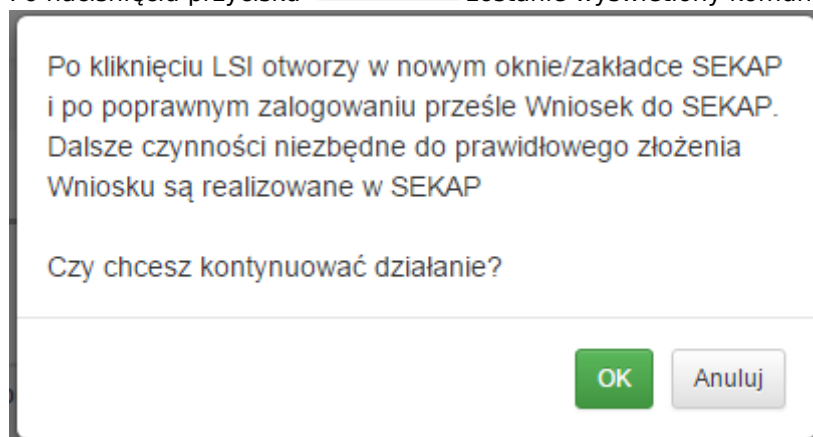 Po kliknięciu LSI otworzy w nowym oknie/zakładce SEKAP
i po poprawnym zalogowaniu prześle Wniosek do SEKAP.
Dalsze czynności niezbędne do prawidłowego złożenia
Wniosku są realizowane w SEKAP
Czy chcesz kontynuować działanie?
OK Anuluj